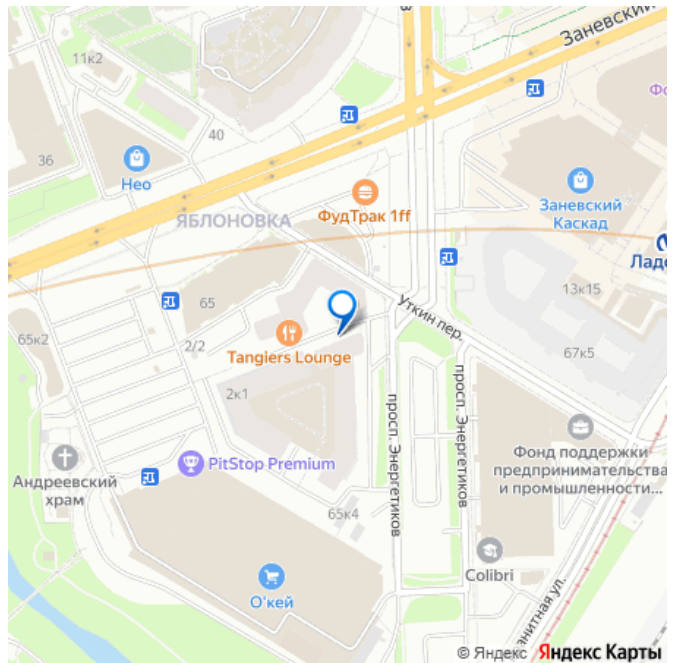 Заневский
11к2
40
36
Нео
ФудТрак 1ff
Заневский
Каскад
ЯБЛОНОВКА
13к15
65
Уткин пер.
65к2
2/2
Tangiers Lounge
67к5
2к1
просп. Энергетиков
просп. Энергетиков
Фонд поддержки
предпринимательства
и промышленности...
PitStop Premium
Андреевский
храм
65к4
Colibri
О'кей
© Яндекс Яндекс Карты